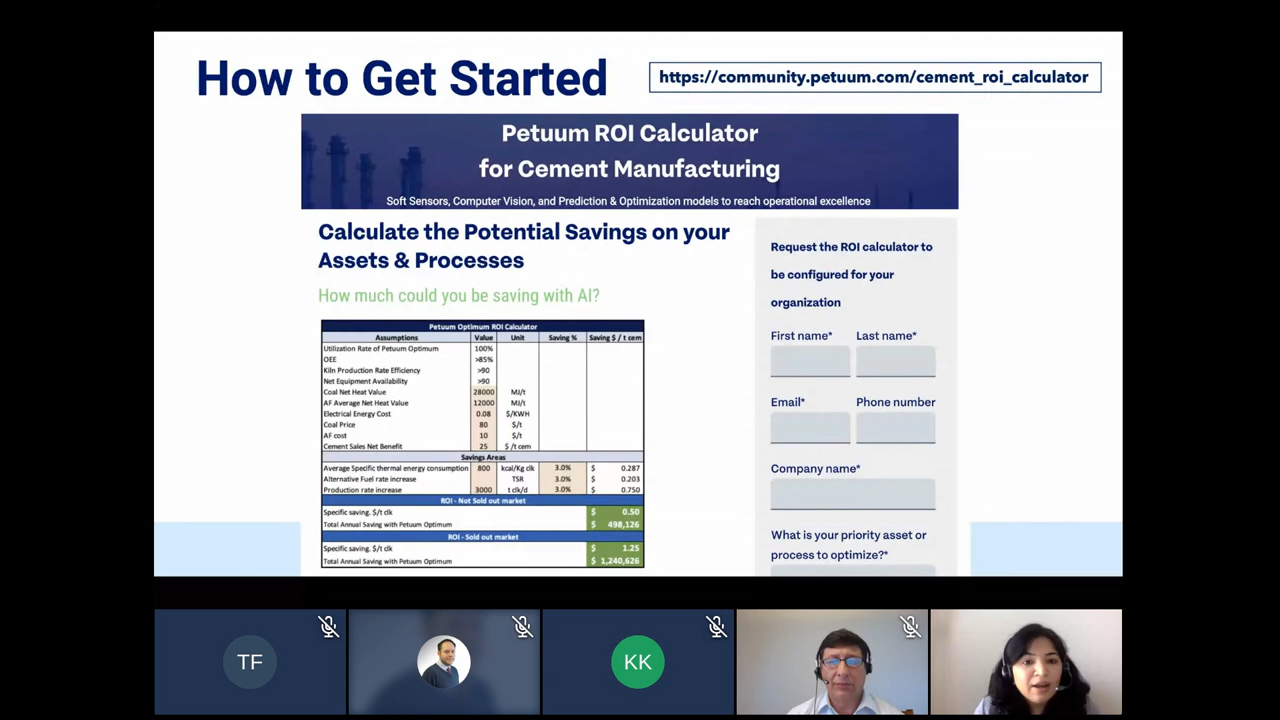 How to Get Started
https://community.petuum.com/cement_roi_calculator
Petuum ROI Calculator
for Cement Manufacturing
Soft Sensors, Computer Vision, and Prediction & Optimization models to reach operational excellence
Calculate the Potential Savings on your
Assets & Processes
How much could you be saving with AI?
Petuum Optimum ROI Calculator
Assumptions Value Unit Saving % Saving $ / t cem
Utilization Rate of Petuum Optimum 100%
OEE >85%
Kiln Production Rate Efficiency >90
Net Equipment Availability >90
Coal Net Heat Value 28000 MJ/t
AF Average Net Heat Value 12000 MJ/t
Electrical Energy Cost 0.08 $/KWH
Coal Price 80 $/t
AF cost 10 $/t
Cement Sales Net Benefit 25 $ /t cem
Savings Areas
Average Specific thermal energy consumption 800 kcal/Kg clk 3.0% $ 0.287
Alternative Fuel rate increase TSR 3.0% $ 0.203
Production rate increase 3000 t clk/d 3.0% $ 0.750
ROI - Not Sold out market
Specific saving. $/t clk $ 0.50
Total Annual Saving with Petuum Optimum $ 498,126
ROI - Sold out market
Specific saving. $/t clk $ 1.25
Total Annual Saving with Petuum Optimum $ 1,240,626
Request the ROI calculator to
be configured for your
organization
First name* Last name*
Email* Phone number
Company name*
What is your priority asset or
process to optimize?*
TF
KK